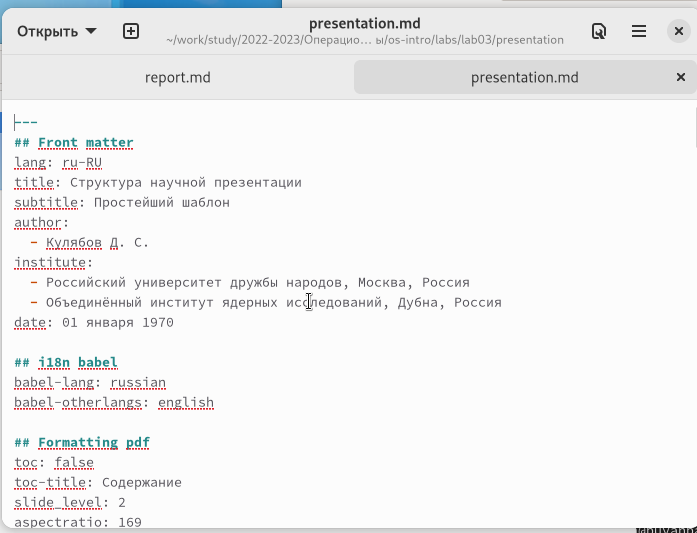 Открыть
presentation.md
~/work/study/2022-2023/Операцио… ы/os-intro/labs/lab03/presentation
report.md
presentation.md
---
## Front matter
lang: ru-RU
title: Структура научной презентации
subtitle: Простейший шаблон
author:
- Кулябов Д. С.
institute:
- Российский университет дружбы народов, Москва, Россия
- Объединённый институт ядерных исследований, Дубна, Россия
date: 01 января 1970
## i18n babel
babel-lang: russian
babel-otherlangs: english
## Formatting pdf
toc: false
toc-title: Содержание
slide_level: 2
aspectratio: 169